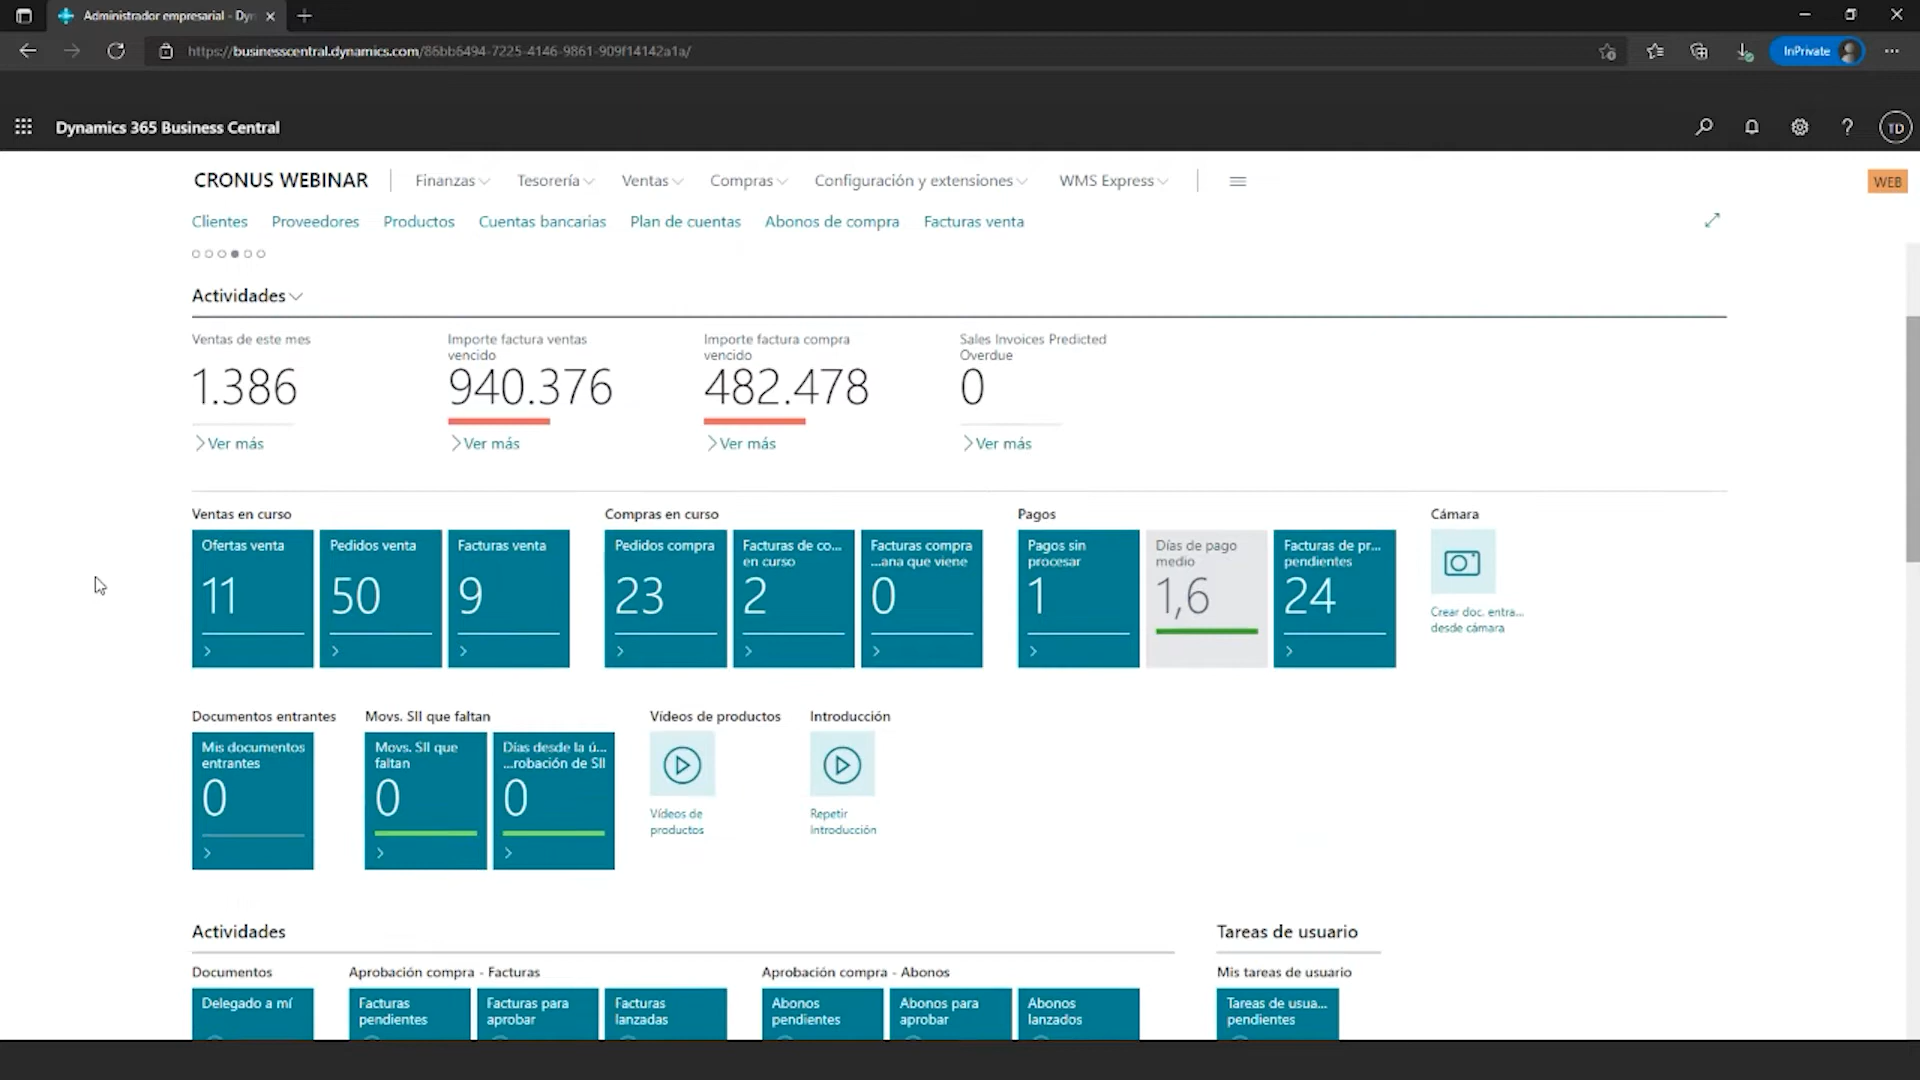 Administrador empresarial - Dyn
https://businesscentral.dynamics.com/86bb6494-7225-4146-9861-909f14142a1a/
InPrivate
Dynamics 365 Business Central
TD
CRONUS WEBINAR
Finanzas
Tesorería
Ventas
Compras
Configuración y extensiones
WMS Express
WEB
Clientes
Proveedores
Productos
Cuentas bancarias
Plan de cuentas
Abonos de compra
Facturas venta
Actividades
Ventas de este mes
1.386
Ver más
Importe factura ventas
vencido
940.376
Ver más
Importe factura compra
vencido
482.478
Ver más
Sales Invoices Predicted
Overdue
0
Ver más
Ventas en curso
Ofertas venta
11
Pedidos venta
50
Facturas venta
9
Compras en curso
Pedidos compra
23
Facturas de co...
en curso
2
Facturas compra
...ana que viene
0
Pagos
Pagos sin
procesar
1
Días de pago
medio
1,6
Facturas de pr...
pendientes
24
Cámara
Crear doc. entra...
desde cámara
Documentos entrantes
Mis documentos
entrantes
0
Movs. SII que faltan
Movs. SII que
faltan
0
Días desde la ú...
...robación de SII
0
Vídeos de productos
Vídeos de
productos
Introducción
Repetir
Introducción
Actividades
Documentos
Delegado a mí
Aprobación compra - Facturas
Facturas
pendientes
Facturas para
aprobar
Facturas
lanzadas
Aprobación compra - Abonos
Abonos
pendientes
Abonos para
aprobar
Abonos
lanzados
Tareas de usuario
Mis tareas de usuario
Tareas de usua...
pendientes